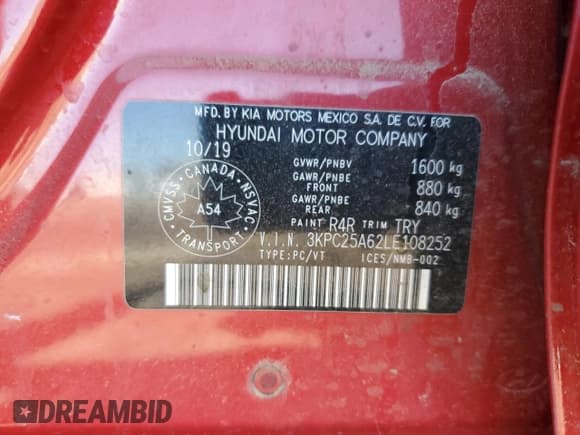 MFD. BY KIA MOTORS MEXICO S.A. DE C.V. FOR
HYUNDAI MOTOR COMPANY
10/19
GVWR/PNBV 1600 kg
GAWR/PNBE FRONT 880 kg
GAWR/PNBE REAR 840 kg
PAINT R4R TRIM TRY
V.I.N. 3KPC25A62LE108252
TYPE:PC/VT ICES/NMB-002
CMVSS · CANADA · NSVAC · TRANSPORT ·
A54
DREAMBID